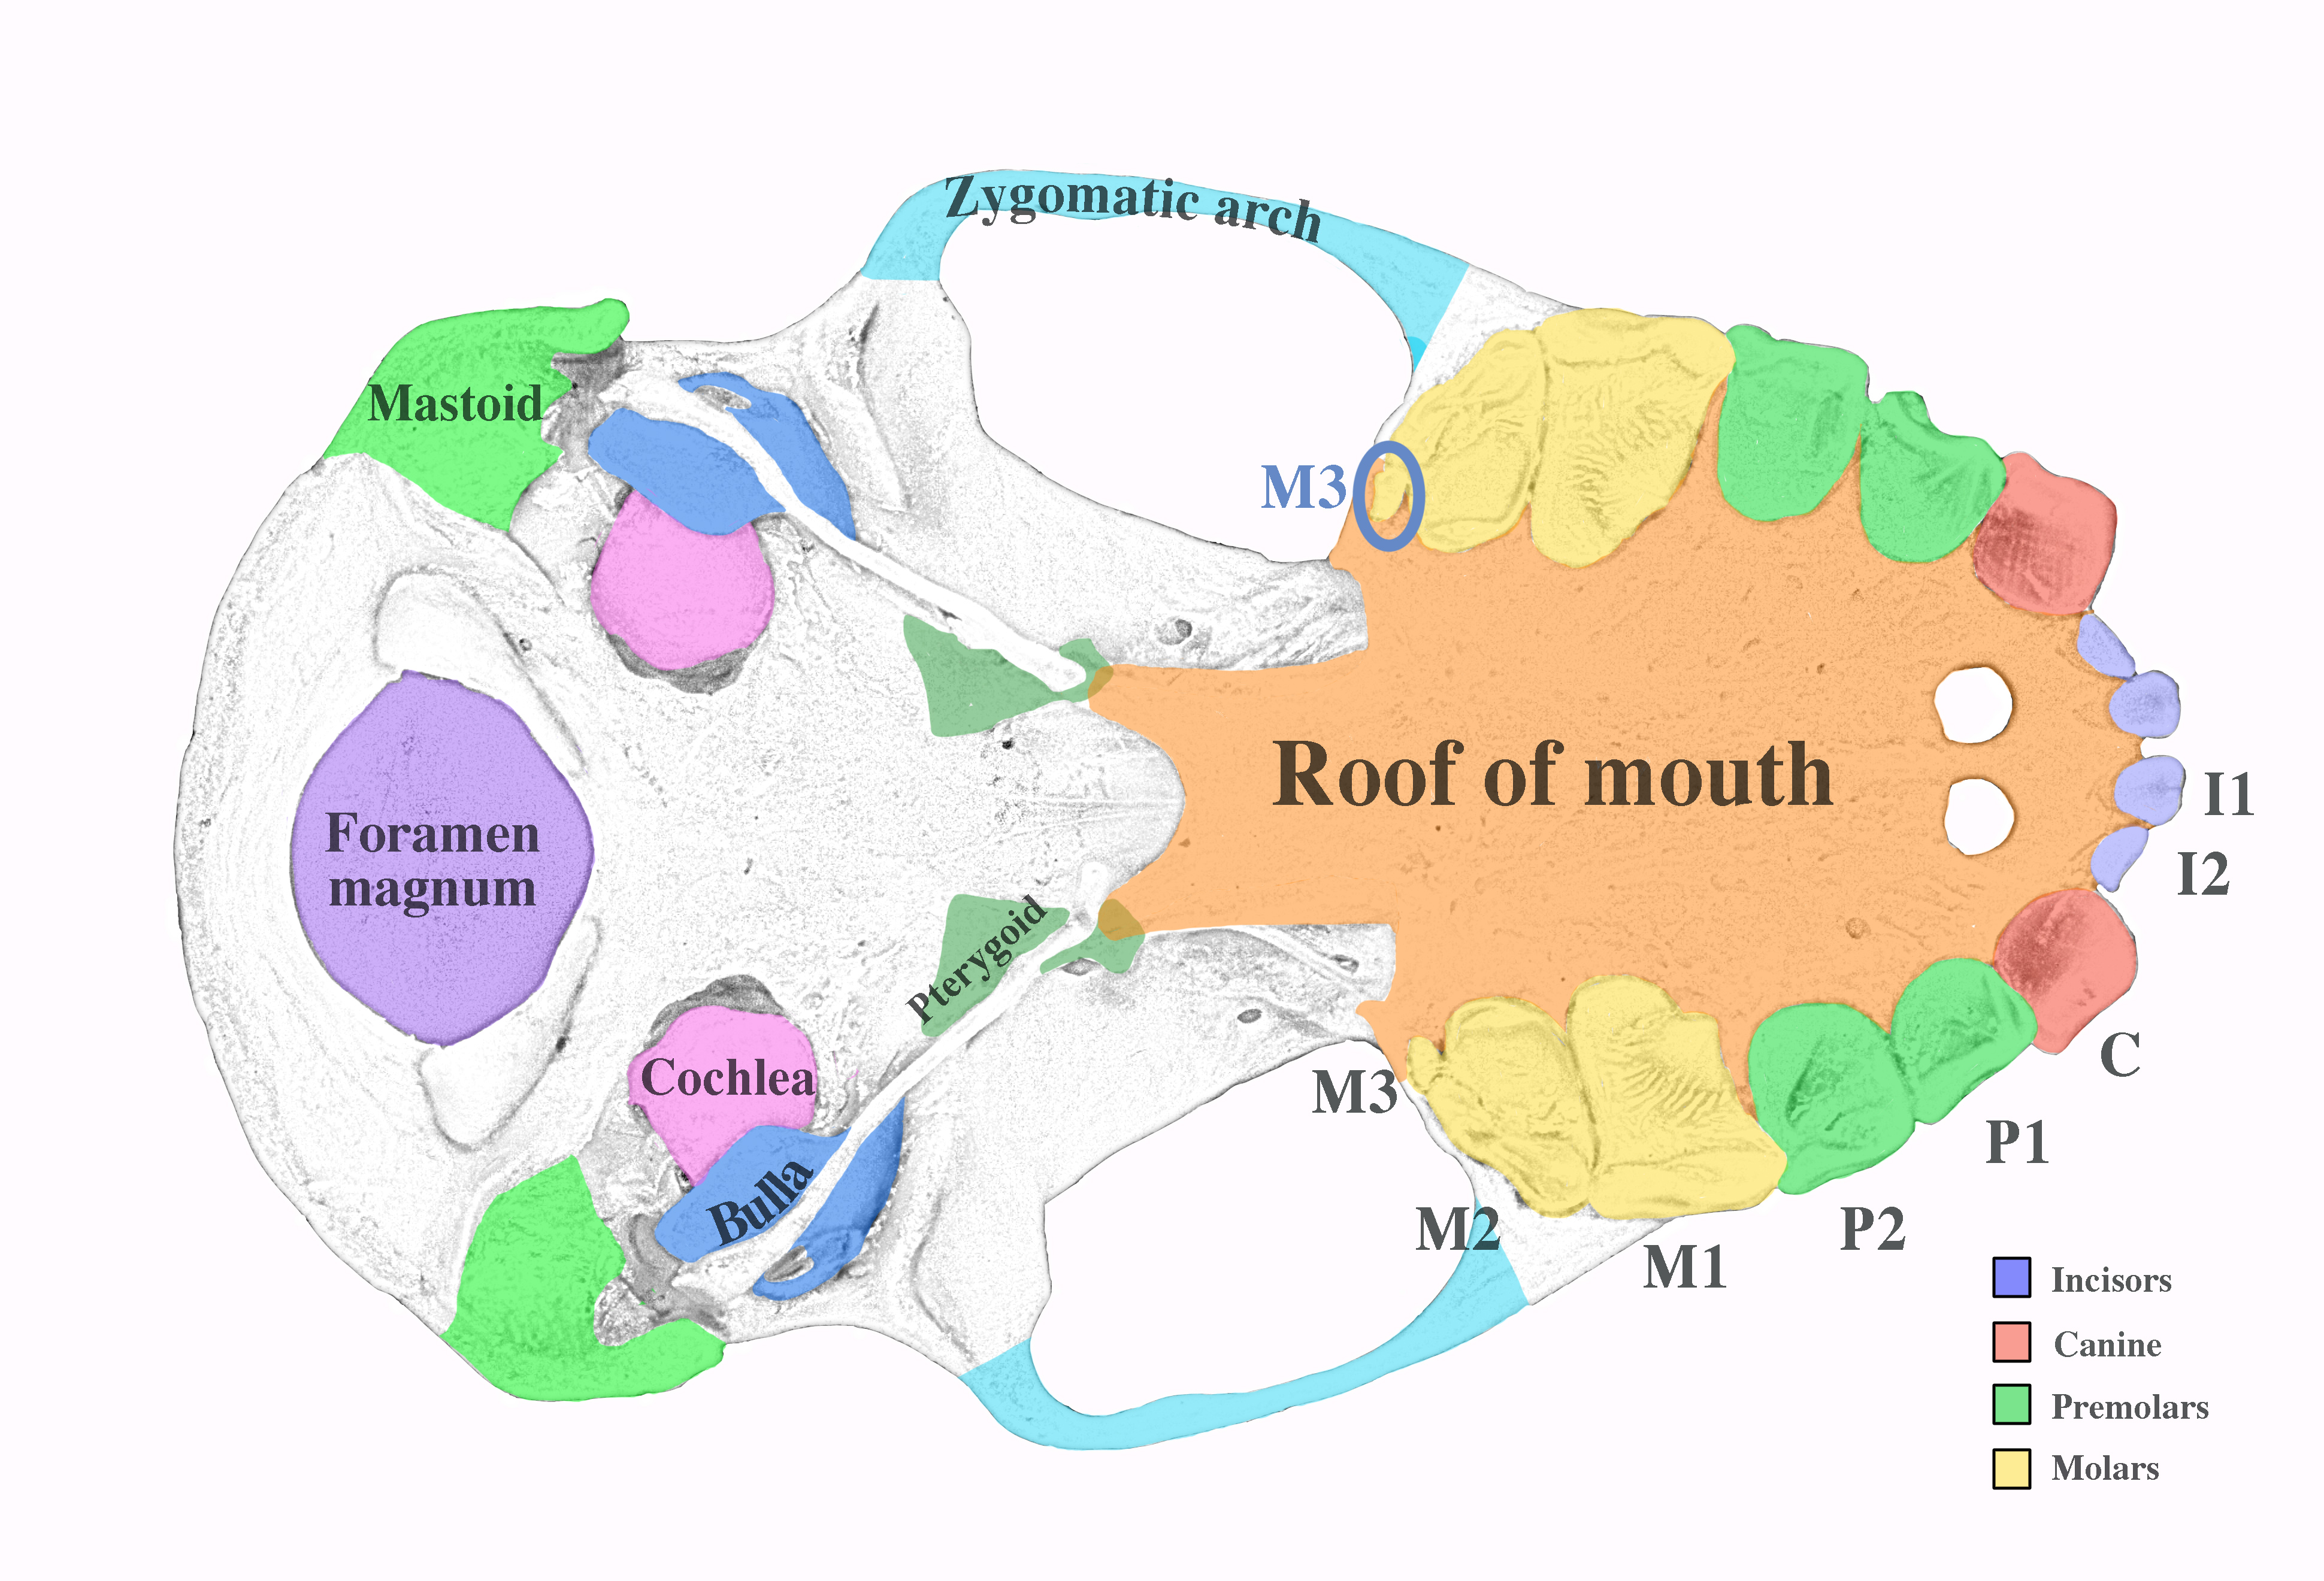 Zygomatic arch
Mastoid
M3
Roof of mouth
I1
I2
Foramen
magnum
Pterygoid
Cochlea
Bulla
M3
C
P1
M2
M1
P2
Incisors
Canine
Premolars
Molars